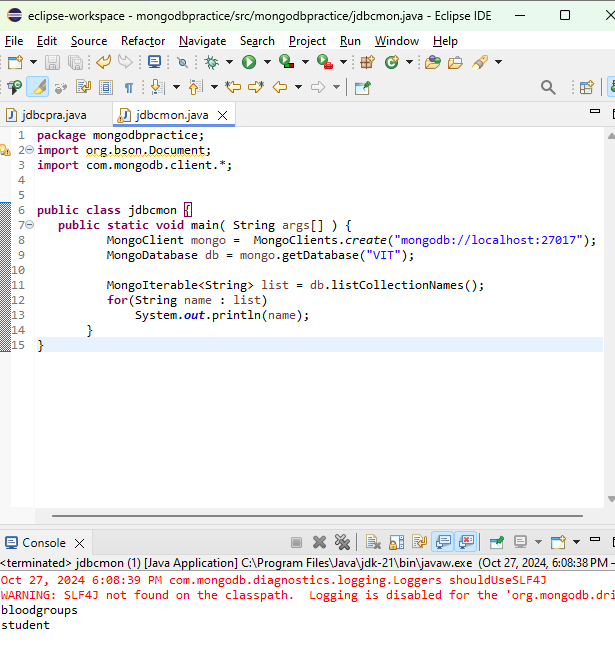 eclipse-workspace - mongodbpractice/src/mongodbpractice/jdbcmon.java - Eclipse IDE
File Edit Source Refactor Navigate Search Project Run Window Help
jdbcpra.java jdbcmon.java
1 package mongodbpractice;
2 import org.bson.Document;
3 import com.mongodb.client.*;
4
5
6 public class jdbcmon {
7 public static void main( String args[] ) {
8 MongoClient mongo = MongoClients.create("mongodb://localhost:27017");
9 MongoDatabase db = mongo.getDatabase("VIT");
10
11 MongoIterable<String> list = db.listCollectionNames();
12 for(String name : list)
13 System.out.println(name);
14 }
15 }
Console
<terminated> jdbcmon (1) [Java Application] C:\Program Files\Java\jdk-21\bin\javaw.exe (Oct 27, 2024 6:08:38 PM –
Oct 27, 2024 6:08:39 PM com.mongodb.diagnostics.logging.Loggers shouldUseSLF4J
WARNING: SLF4J not found on the classpath. Logging is disabled for the 'org.mongodb.dri
bloodgroups
student